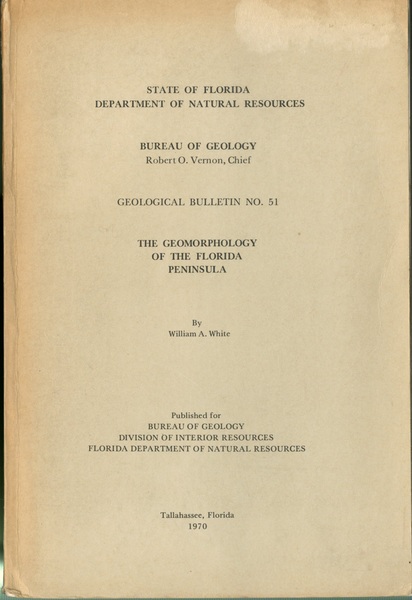 STATE OF FLORIDA
DEPARTMENT OF NATURAL RESOURCES
BUREAU OF GEOLOGY
Robert O. Vernon, Chief
GEOLOGICAL BULLETIN NO. 51
THE GEOMORPHOLOGY
OF THE FLORIDA
PENINSULA
By
William A. White
Published for
BUREAU OF GEOLOGY
DIVISION OF INTERIOR RESOURCES
FLORIDA DEPARTMENT OF NATURAL RESOURCES
Tallahassee, Florida
1970